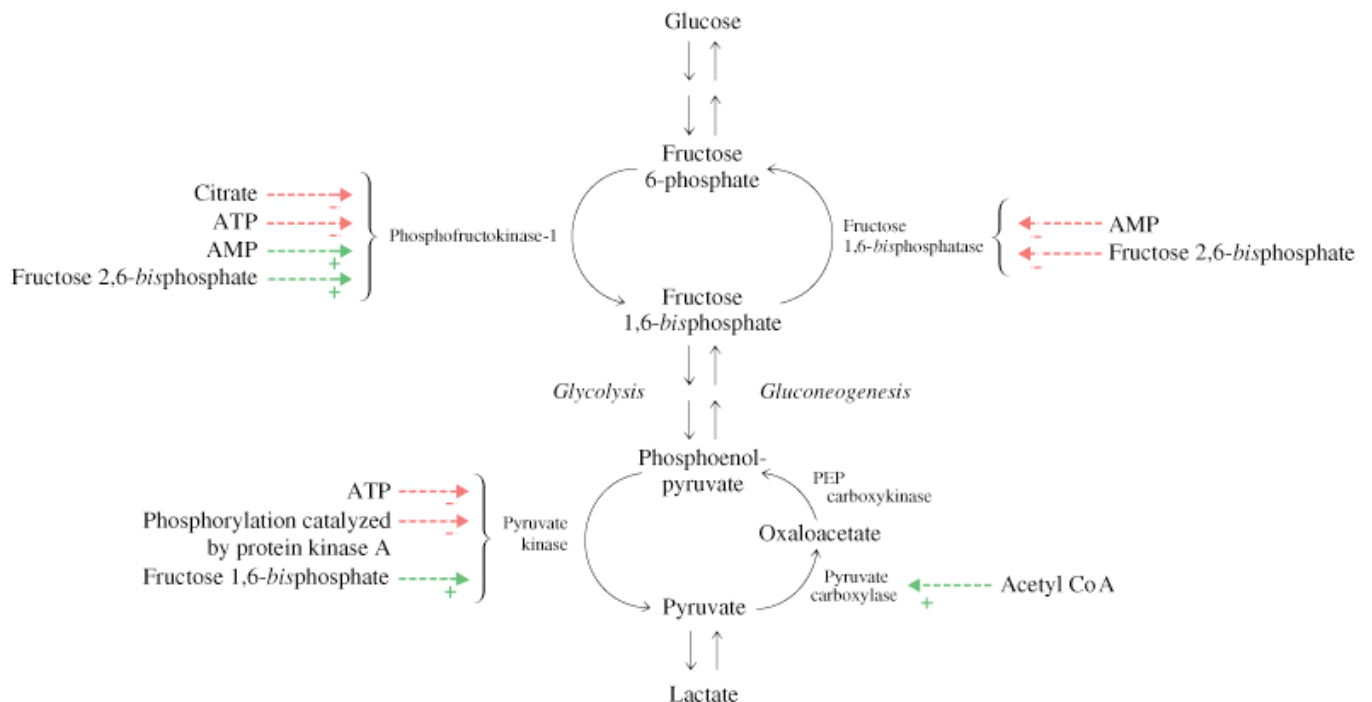 Glucose
Fructose
6-phosphate
Citrate
-
ATP
-
AMP
+
Fructose 2,6-bisphosphate
+
Phosphofructokinase-1
Fructose
1,6-bisphosphatase
AMP
-
Fructose 2,6-bisphosphate
-
Fructose
1,6-bisphosphate
Glycolysis
Gluconeogenesis
Phosphoenol-
pyruvate
ATP
-
Phosphorylation catalyzed
-
by protein kinase A
Fructose 1,6-bisphosphate
+
Pyruvate
kinase
PEP
carboxykinase
Oxaloacetate
Pyruvate
carboxylase
Acetyl CoA
+
Pyruvate
Lactate